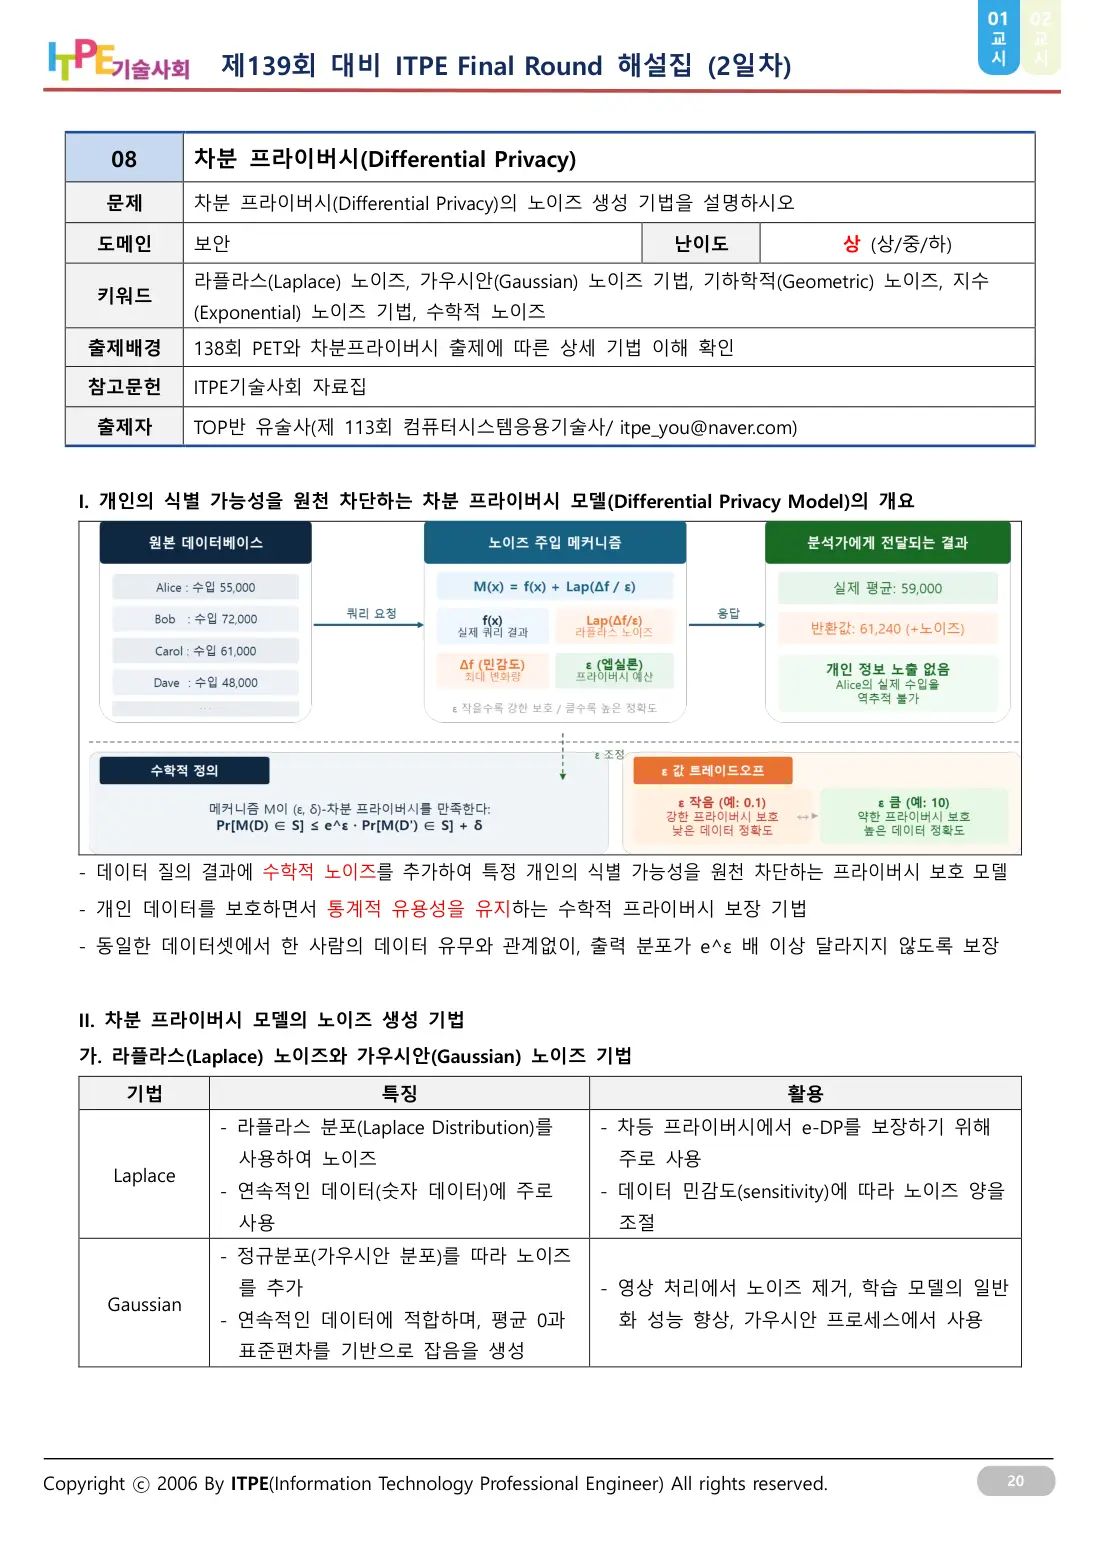 01
교
시
02
교
시
ITPE기술사회
제139회 대비 ITPE Final Round 해설집 (2일차)
08
차분 프라이버시(Differential Privacy)
문제
차분 프라이버시(Differential Privacy)의 노이즈 생성 기법을 설명하시오
도메인
보안
난이도
상 (상/중/하)
키워드
라플라스(Laplace) 노이즈, 가우시안(Gaussian) 노이즈 기법, 기하학적(Geometric) 노이즈, 지수
(Exponential) 노이즈 기법, 수학적 노이즈
출제배경
138회 PET와 차분프라이버시 출제에 따른 상세 기법 이해 확인
참고문헌
ITPE기술사회 자료집
출제자
TOP반 유술사(제 113회 컴퓨터시스템응용기술사/ itpe_you@naver.com)
I. 개인의 식별 가능성을 원천 차단하는 차분 프라이버시 모델(Differential Privacy Model)의 개요
원본 데이터베이스
Alice : 수입 55,000
Bob : 수입 72,000
Carol : 수입 61,000
Dave : 수입 48,000
...
쿼리 요청
노이즈 주입 메커니즘
M(x) = f(x) + Lap(Δf / ε)
f(x)
실제 쿼리 결과
Lap(Δf/ε)
라플라스 노이즈
Δf (민감도)
최대 변화량
ε (엡실론)
프라이버시 예산
ε 작을수록 강한 보호 / 클수록 높은 정확도
응답
분석가에게 전달되는 결과
실제 평균: 59,000
반환값: 61,240 (+노이즈)
개인 정보 노출 없음
Alice의 실제 수입을
역추적 불가
ε 조정
수학적 정의
메커니즘 M이 (ε, δ)-차분 프라이버시를 만족한다:
Pr[M(D) ∈ S] ≤ e^ε · Pr[M(D') ∈ S] + δ
ε 값 트레이드오프
ε 작음 (예: 0.1)
강한 프라이버시 보호
낮은 데이터 정확도
↔
ε 큼 (예: 10)
약한 프라이버시 보호
높은 데이터 정확도
- 데이터 질의 결과에 수학적 노이즈를 추가하여 특정 개인의 식별 가능성을 원천 차단하는 프라이버시 보호 모델
- 개인 데이터를 보호하면서 통계적 유용성을 유지하는 수학적 프라이버시 보장 기법
- 동일한 데이터셋에서 한 사람의 데이터 유무와 관계없이, 출력 분포가 e^ε 배 이상 달라지지 않도록 보장
II. 차분 프라이버시 모델의 노이즈 생성 기법
가. 라플라스(Laplace) 노이즈와 가우시안(Gaussian) 노이즈 기법
기법
특징
활용
Laplace
- 라플라스 분포(Laplace Distribution)를
사용하여 노이즈
- 연속적인 데이터(숫자 데이터)에 주로
사용
- 차등 프라이버시에서 e-DP를 보장하기 위해
주로 사용
- 데이터 민감도(sensitivity)에 따라 노이즈 양을
조절
Gaussian
- 정규분포(가우시안 분포)를 따라 노이즈
를 추가
- 연속적인 데이터에 적합하며, 평균 0과
표준편차를 기반으로 잡음을 생성
- 영상 처리에서 노이즈 제거, 학습 모델의 일반
화 성능 향상, 가우시안 프로세스에서 사용
Copyright ⓒ 2006 By ITPE(Information Technology Professional Engineer) All rights reserved.
20